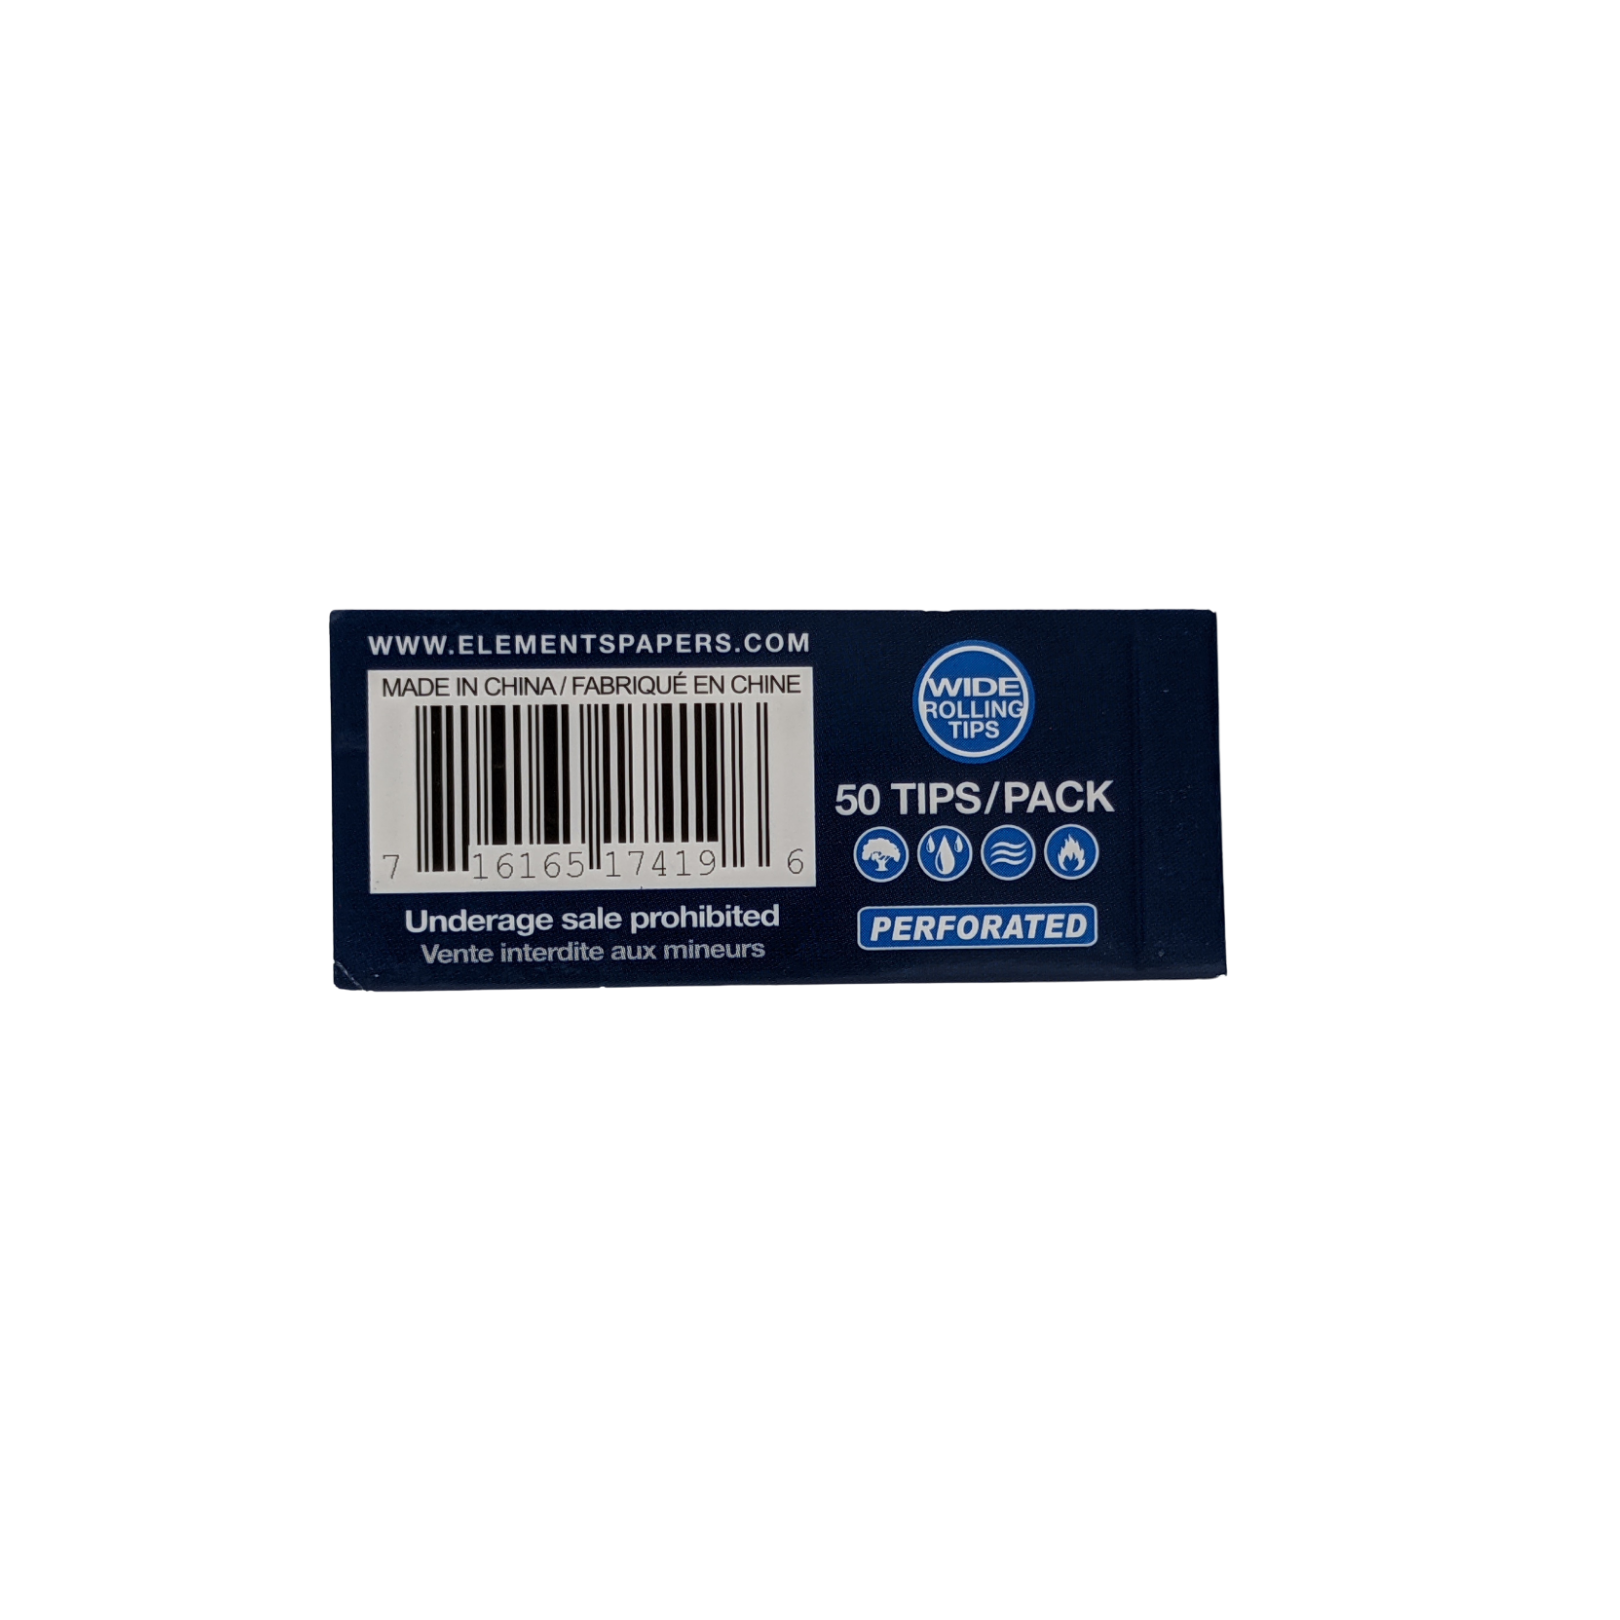 WWW.ELEMENTSPAPERS.COM
MADE IN CHINA / FABRIQUÉ EN CHINE
7 16165 17419 6
Underage sale prohibited
Vente interdite aux mineurs
WIDE
ROLLING
TIPS
50 TIPS/PACK
PERFORATED